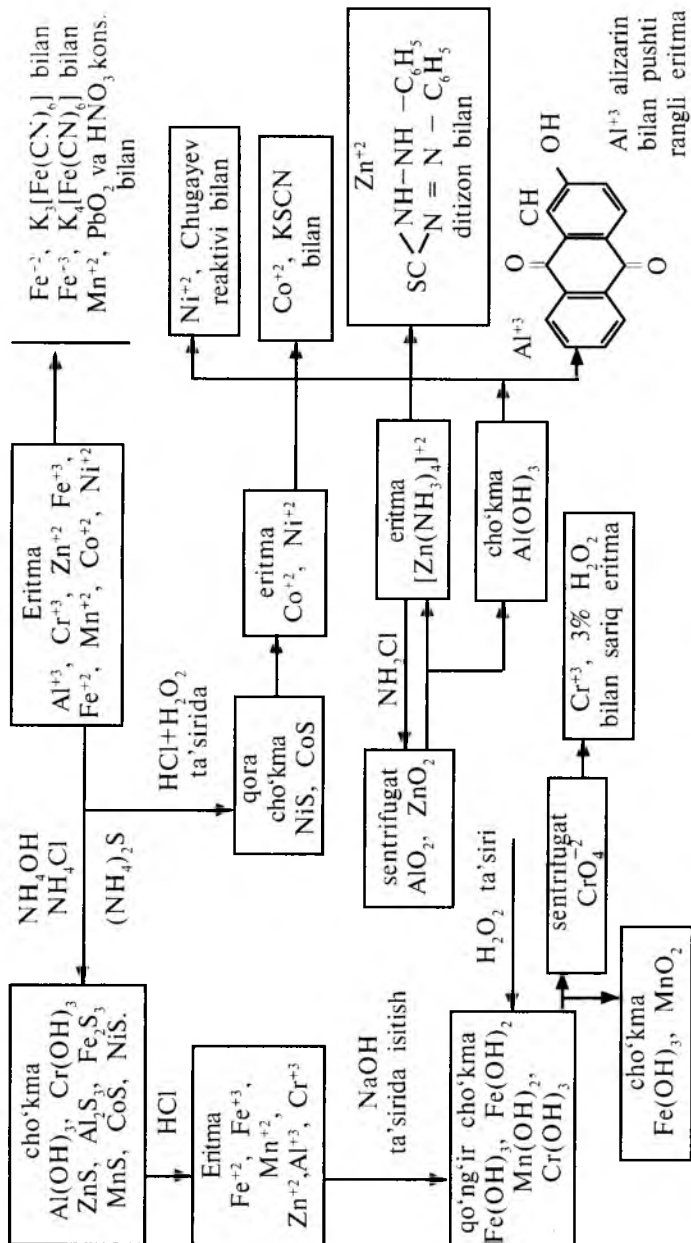 Eritma
Al⁺³, Cr⁺³, Zn⁺² Fe⁺³,
Fe⁺², Mn⁺², Co⁺², Ni⁺²
Fe⁻², K₃[Fe(CN)₆] bilan
Fe⁻³, K₄[Fe(CN)₆] bilan
Mn⁺², PbO₂ va HNO₃ kons.
bilan
NH₄OH
NH₄Cl
(NH₄)₂S
cho‘kma
Al(OH)₃, Cr(OH)₃
ZnS, Al₂S₃, Fe₂S₃
MnS, CoS, NiS.
HCl+H₂O₂
ta’sirida
qora
cho‘kma
NiS, CoS
eritma
Co⁺², Ni⁺²
Ni⁺², Chugayev
reaktivi bilan
Co⁺², KSCN
bilan
HCl
Eritma
Fe⁺², Fe⁺³,
Mn⁺²,
Zn⁺²,Al⁺³, Cr⁺³
NaOH
ta’sirida isitish
sentrifugat
AlO₂, ZnO₂
NH₂Cl
eritma
[Zn(NH₃)₄]⁺²
Zn⁺²
SC
NH–NH –C₆H₅
N = N – C₆H₅
ditizon bilan
cho‘kma
Al(OH)₃
Al⁺³
O
CH
OH
O
Al⁺³ alizarin
bilan pushti
rangli eritma
qo‘ng‘ir cho‘kma
Fe(OH)₃, Fe(OH)₂
Mn(OH)₂,
Cr(OH)₃
H₂O₂ ta’siri
sentrifugat
CrO₄⁻²
Cr⁺³, 3% H₂O₂
bilan sariq eritma
cho‘kma
Fe(OH)₃, MnO₂